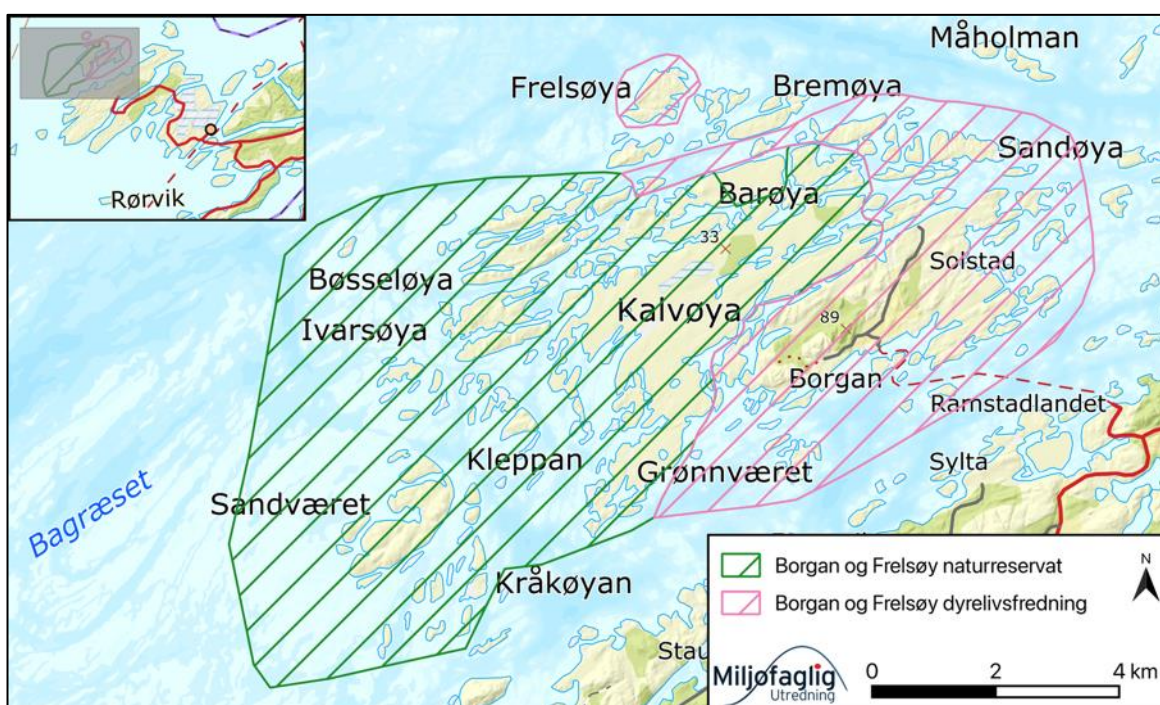 Måholman
Frelsøya
Bremøya
Sandøya
Rørvik
Barøya
33
Solstad
Bøsseløya
Kalvøya
Ivarsøya
89
Borgan
Ramstadlandet
Kleppan
Grønnværet
Sylta
Sandværet
Bagræset
Kråkøyan
Stau
Borgan og Frelsøy naturreservat
Borgan og Frelsøy dyrelivsfredning
N
Miljøfaglig
Utredning
0 2 4 km